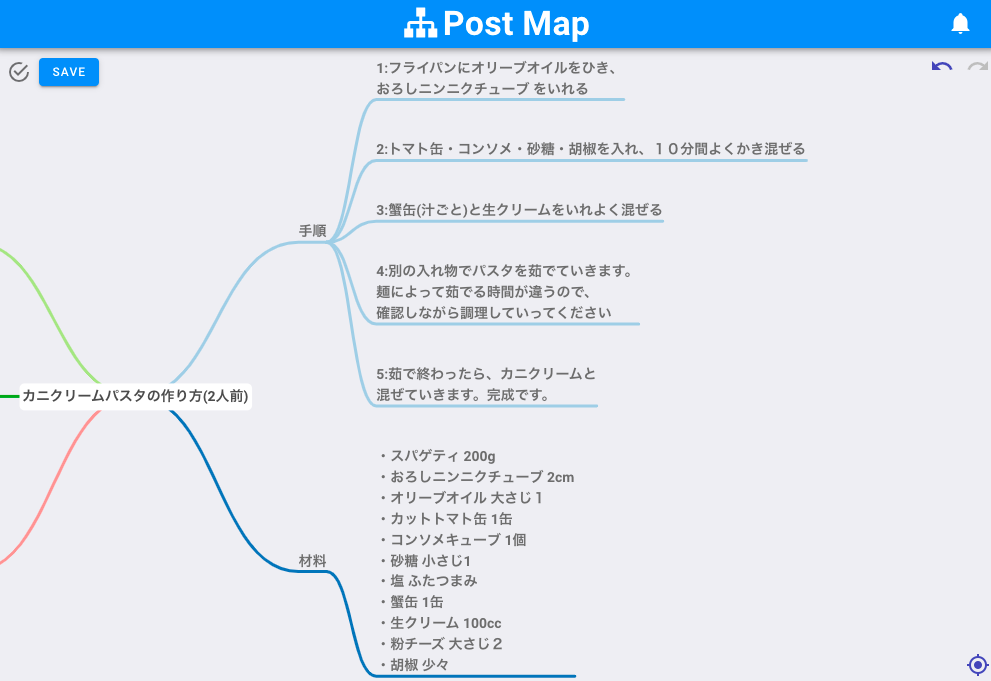 Post Map
SAVE
1:フライパンにオリーブオイルをひき、
おろしニンニクチューブ をいれる
2:トマト缶・コンソメ・砂糖・胡椒を入れ、１０分間よくかき混ぜる
3:蟹缶(汁ごと)と生クリームをいれよく混ぜる
手順
4:別の入れ物でパスタを茹でていきます。
麺によって茹でる時間が違うので、
確認しながら調理していってください
5:茹で終わったら、カニクリームと
混ぜていきます。完成です。
カニクリームパスタの作り方(2人前)
・スパゲティ 200g
・おろしニンニクチューブ 2cm
・オリーブオイル 大さじ１
・カットトマト缶 1缶
・コンソメキューブ 1個
材料
・砂糖 小さじ1
・塩 ふたつまみ
・蟹缶 1缶
・生クリーム 100cc
・粉チーズ 大さじ２
・胡椒 少々